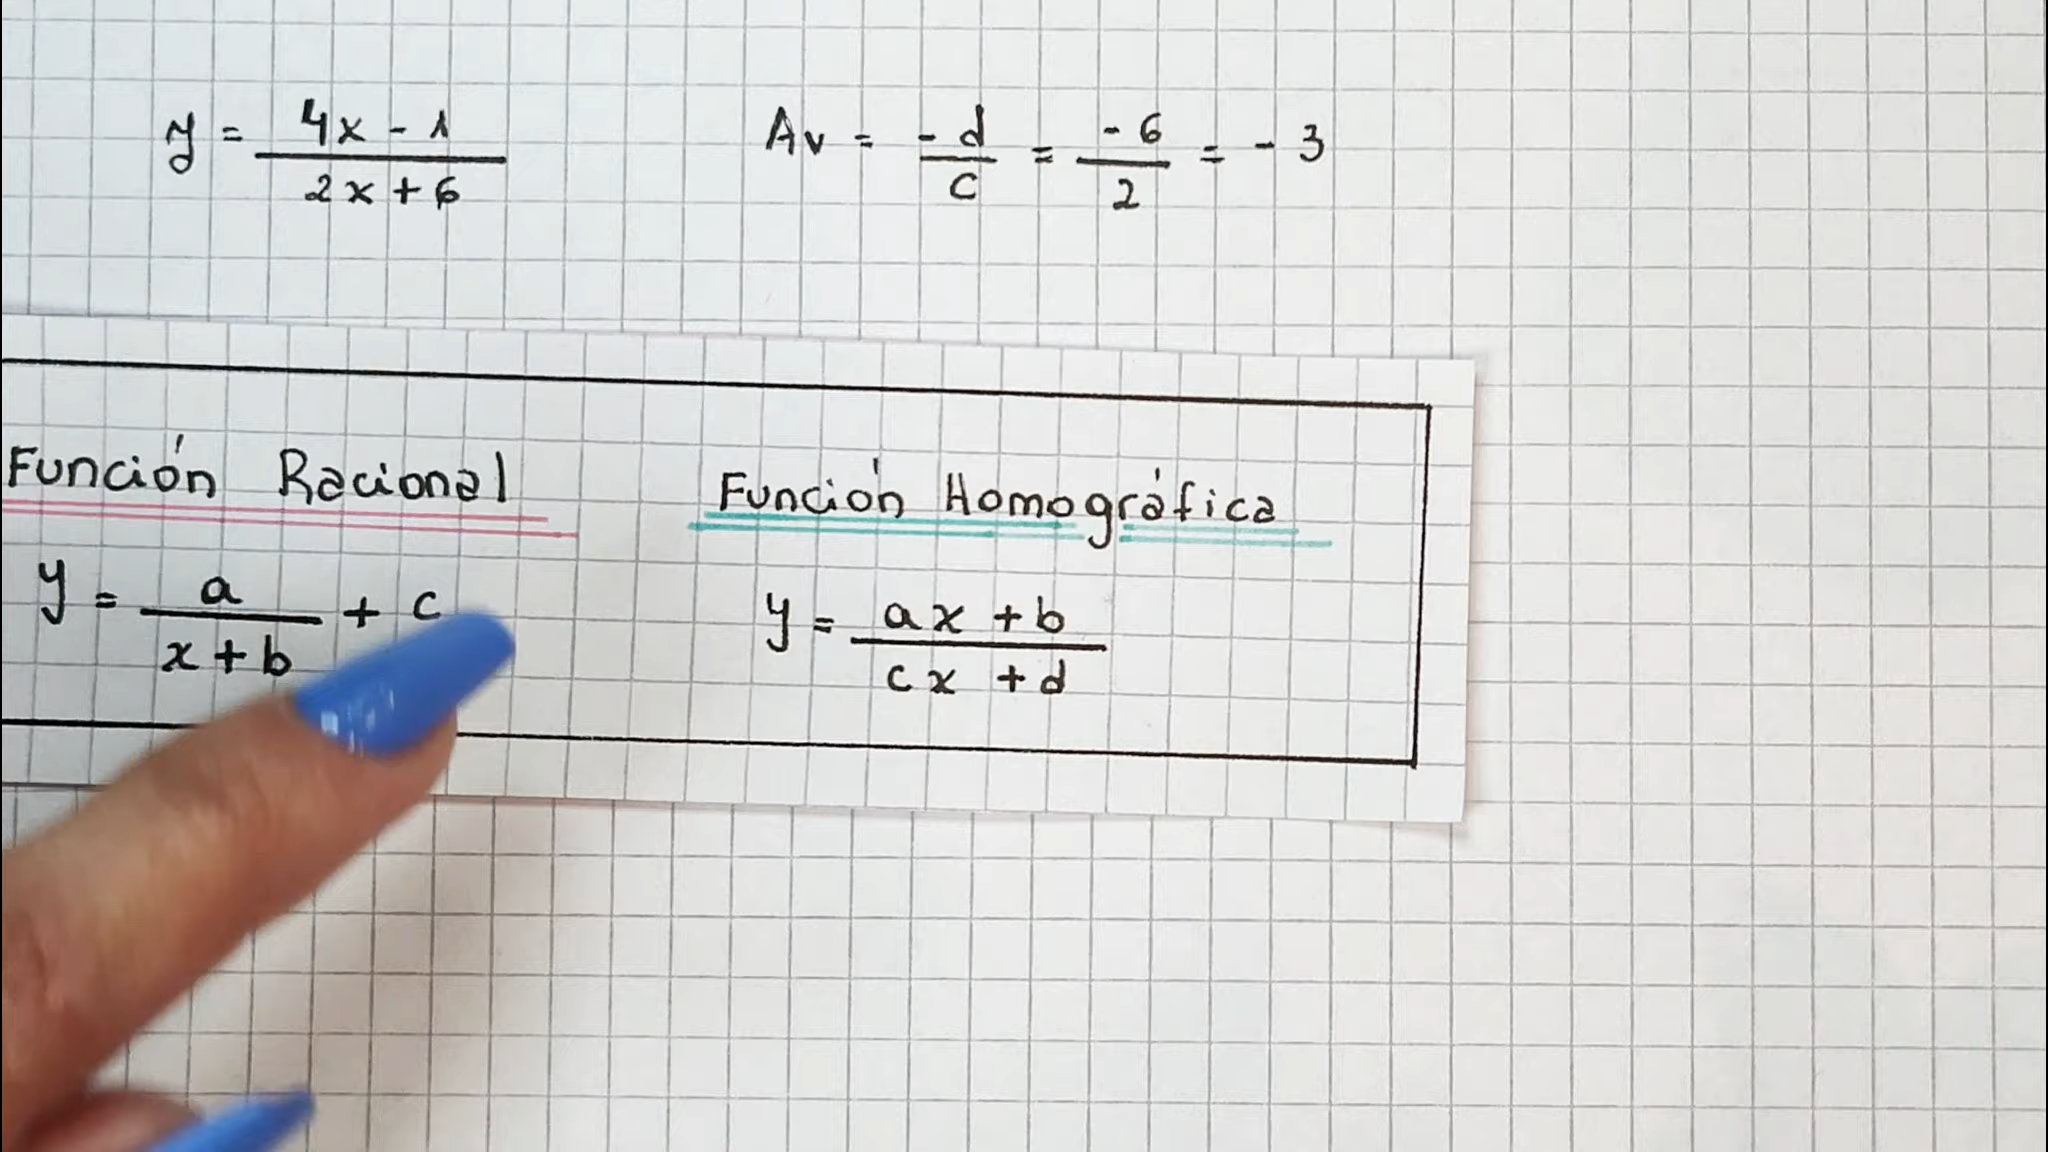 y = (4x - 1)/(2x + 6)
Av = -d/c = -6/2 = -3
Función Racional
y = a/(x + b) + c
Función Homográfica
y = (ax + b)/(cx + d)